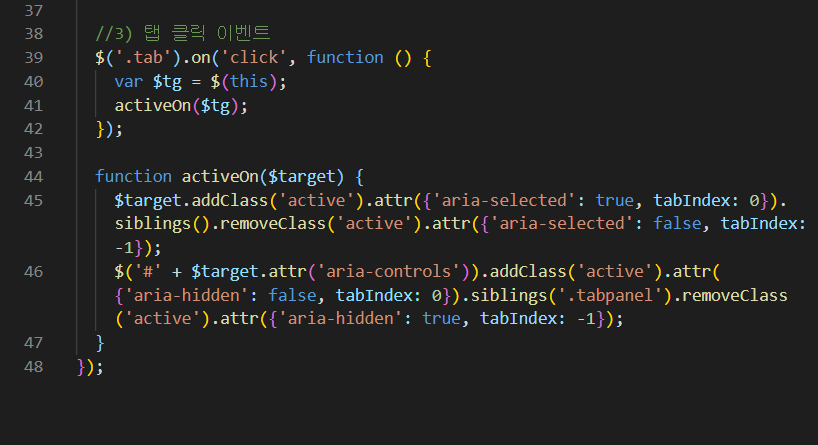 37
38 //3) 탭 클릭 이벤트
39 $('.tab').on('click', function () {
40 var $tg = $(this);
41 activeOn($tg);
42 });
43
44 function activeOn($target) {
45 $target.addClass('active').attr({'aria-selected': true, tabIndex: 0}).
siblings().removeClass('active').attr({'aria-selected': false, tabIndex:
-1});
46 $('#' + $target.attr('aria-controls')).addClass('active').attr(
{'aria-hidden': false, tabIndex: 0}).siblings('.tabpanel').removeClass
('active').attr({'aria-hidden': true, tabIndex: -1});
47 }
48 });